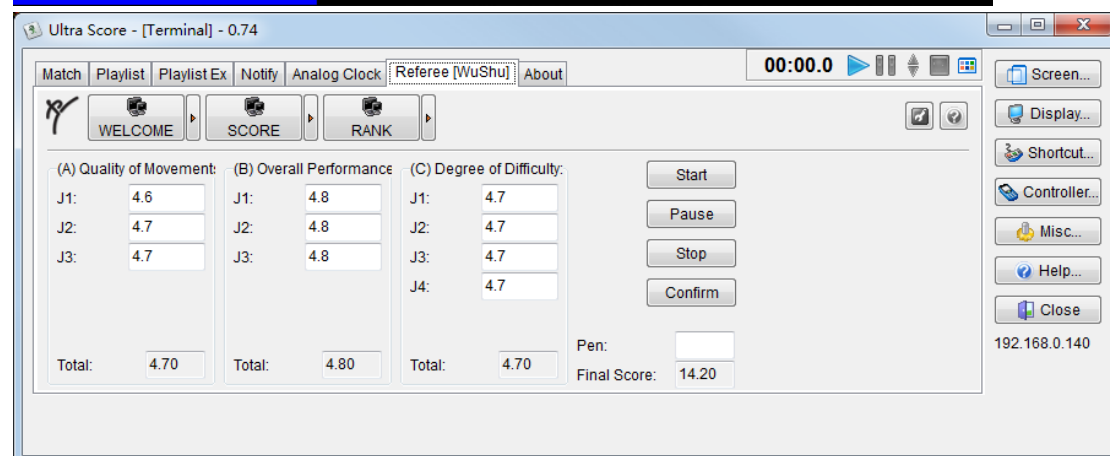 Ultra Score - [Terminal] - 0.74
Match Playlist Playlist Ex Notify Analog Clock Referee [WuShu] About
00:00.0
WELCOME SCORE RANK
Screen...
Display...
Shortcut...
Controller...
Misc...
Help...
Close
192.168.0.140
(A) Quality of Movement:
J1: 4.6
J2: 4.7
J3: 4.7
Total: 4.70
(B) Overall Performance
J1: 4.8
J2: 4.8
J3: 4.8
Total: 4.80
(C) Degree of Difficulty:
J1: 4.7
J2: 4.7
J3: 4.7
J4: 4.7
Total: 4.70
Start
Pause
Stop
Confirm
Pen:
Final Score: 14.20